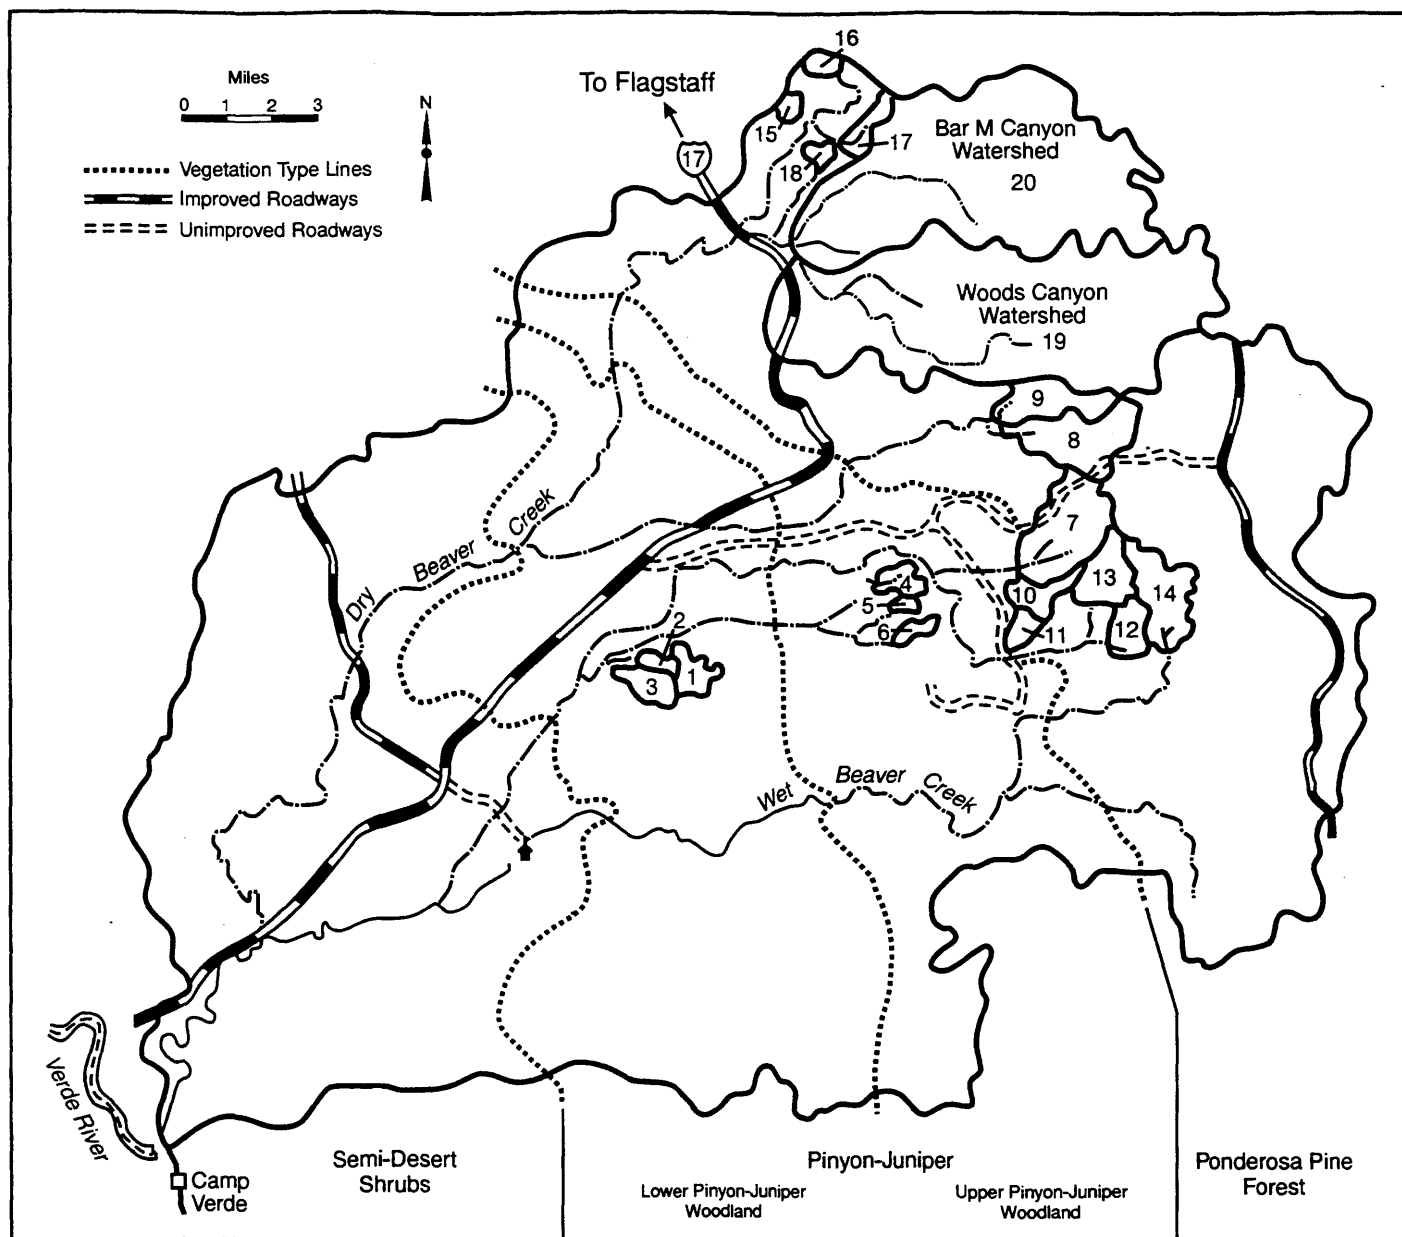 16
Miles
To Flagstaff
0 1 2 3
N
15
17
Bar M Canyon
Watershed
20
17
18
Vegetation Type Lines
Improved Roadways
Unimproved Roadways
Woods Canyon
Watershed
19
9
8
Dry Beaver Creek
7
13
4
10
14
5
2
6
11
12
1
3
Wet Beaver Creek
Verde River
Camp
Verde
Semi-Desert
Shrubs
Pinyon-Juniper
Lower Pinyon-Juniper
Woodland
Upper Pinyon-Juniper
Woodland
Ponderosa Pine
Forest